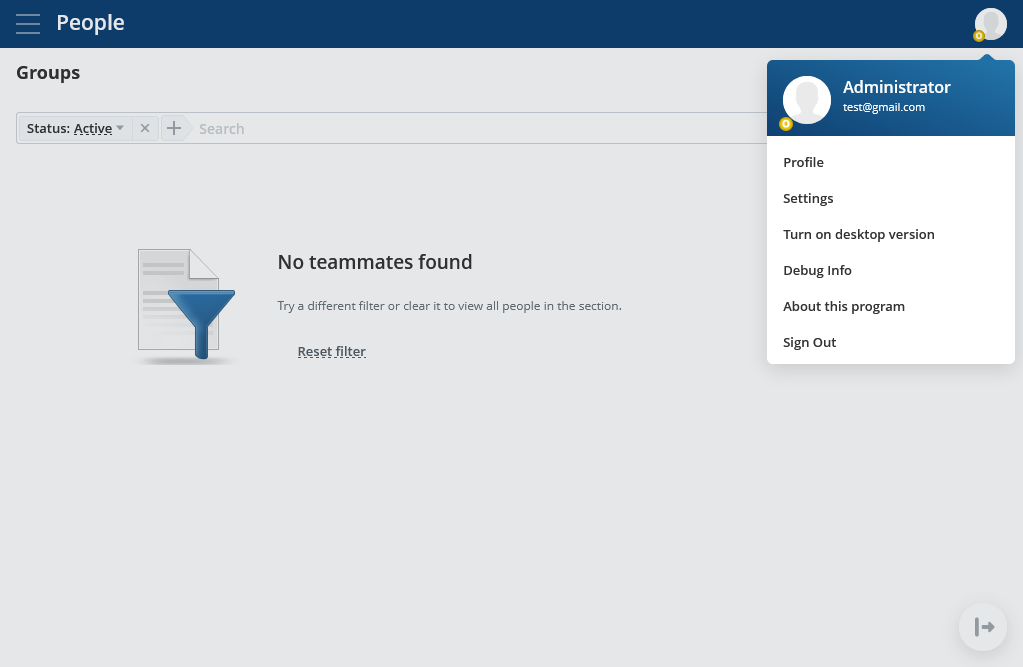 People
Groups
Status: Active
Search
No teammates found
Try a different filter or clear it to view all people in the section.
Reset filter
Administrator
test@gmail.com
Profile
Settings
Turn on desktop version
Debug Info
About this program
Sign Out